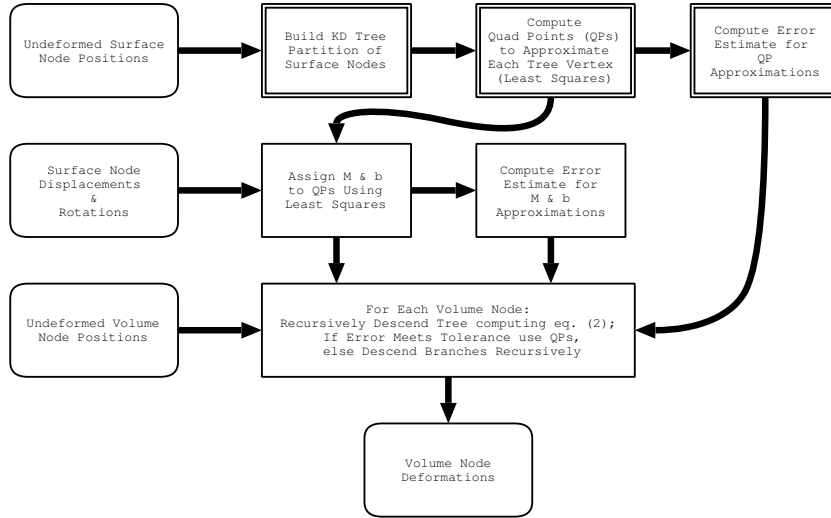 Undeformed Surface
Node Positions
Build KD Tree
Partition of
Surface Nodes
Compute
Quad Points (QPs)
to Approximate
Each Tree Vertex
(Least Squares)
Compute Error
Estimate for
QP
Approximations
Surface Node
Displacements
&
Rotations
Assign M & b
to QPs Using
Least Squares
Compute Error
Estimate for
M & b
Approximations
Undeformed Volume
Node Positions
For Each Volume Node:
Recursively Descend Tree computing eq. (2);
If Error Meets Tolerance use QPs,
else Descend Branches Recursively
Volume Node
Deformations